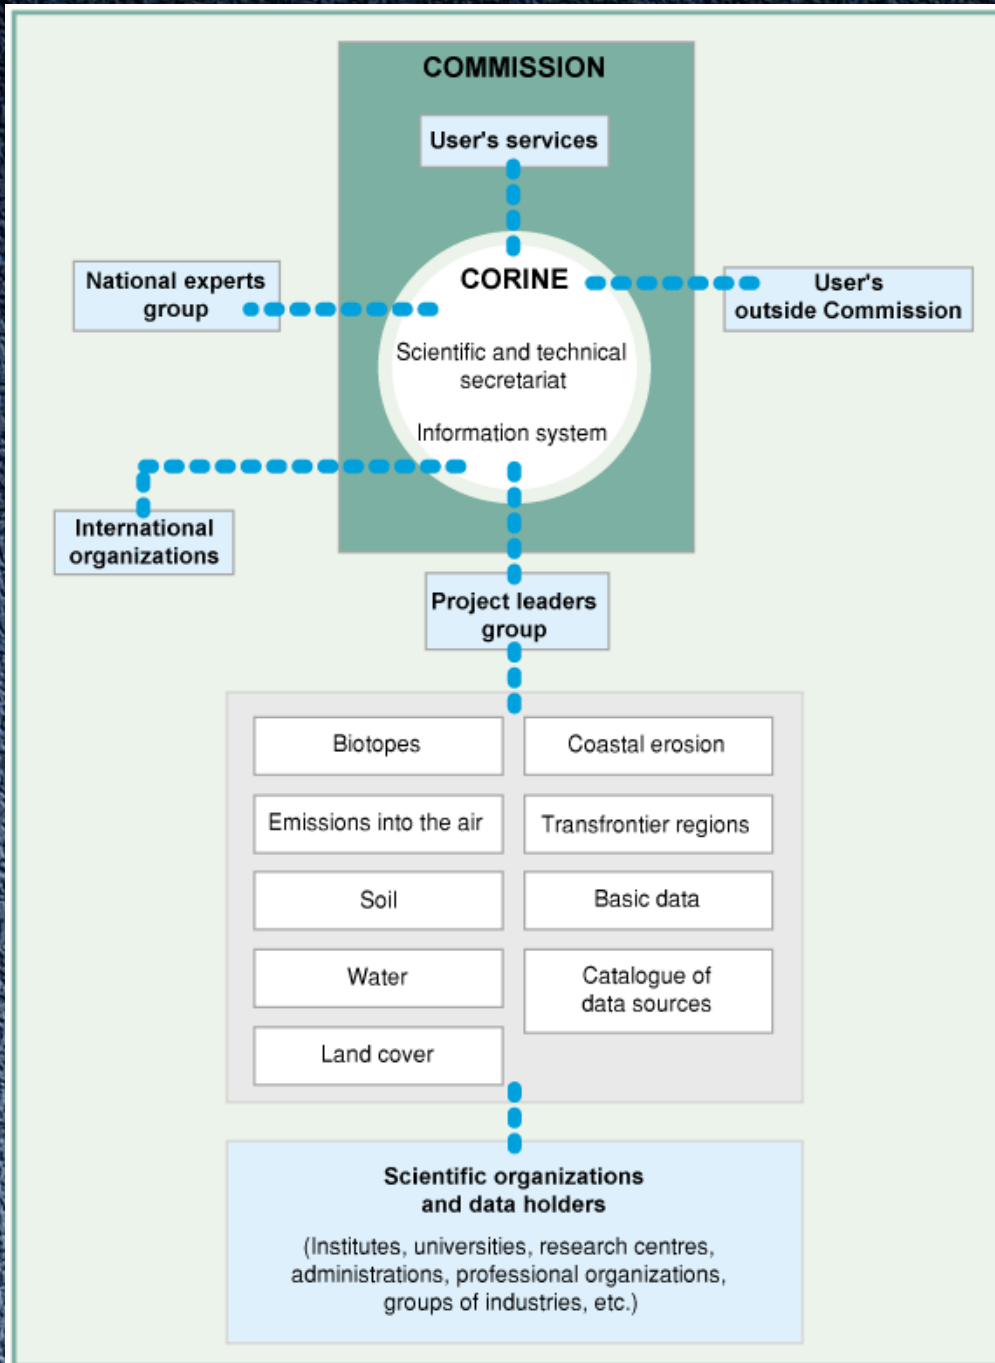 COMMISSION
User's services
CORINE
Scientific and technical
secretariat
Information system
National experts
group
User's
outside Commission
International
organizations
Project leaders
group
Biotopes
Coastal erosion
Emissions into the air
Transfrontier regions
Soil
Basic data
Water
Catalogue of
data sources
Land cover
Scientific organizations
and data holders
(Institutes, universities, research centres,
administrations, professional organizations,
groups of industries, etc.)